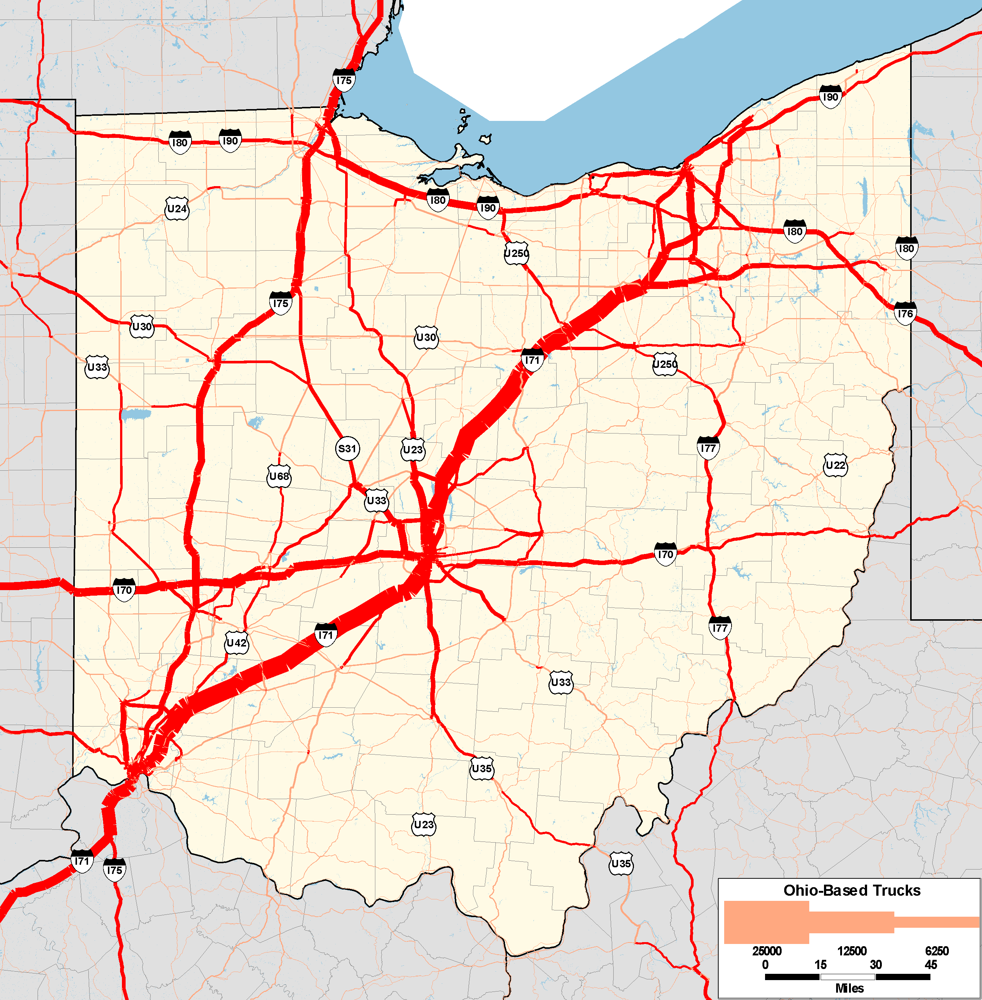 I75
I90
I80
I90
I80
I90
U24
I80
I80
U250
I75
I76
U30
U30
I71
U250
U33
S31
U23
I77
U22
U68
U33
I70
I70
I77
I71
U42
U33
U35
U23
I71
I75
U35
Ohio-Based Trucks
25000 12500 6250
0 15 30 45
Miles